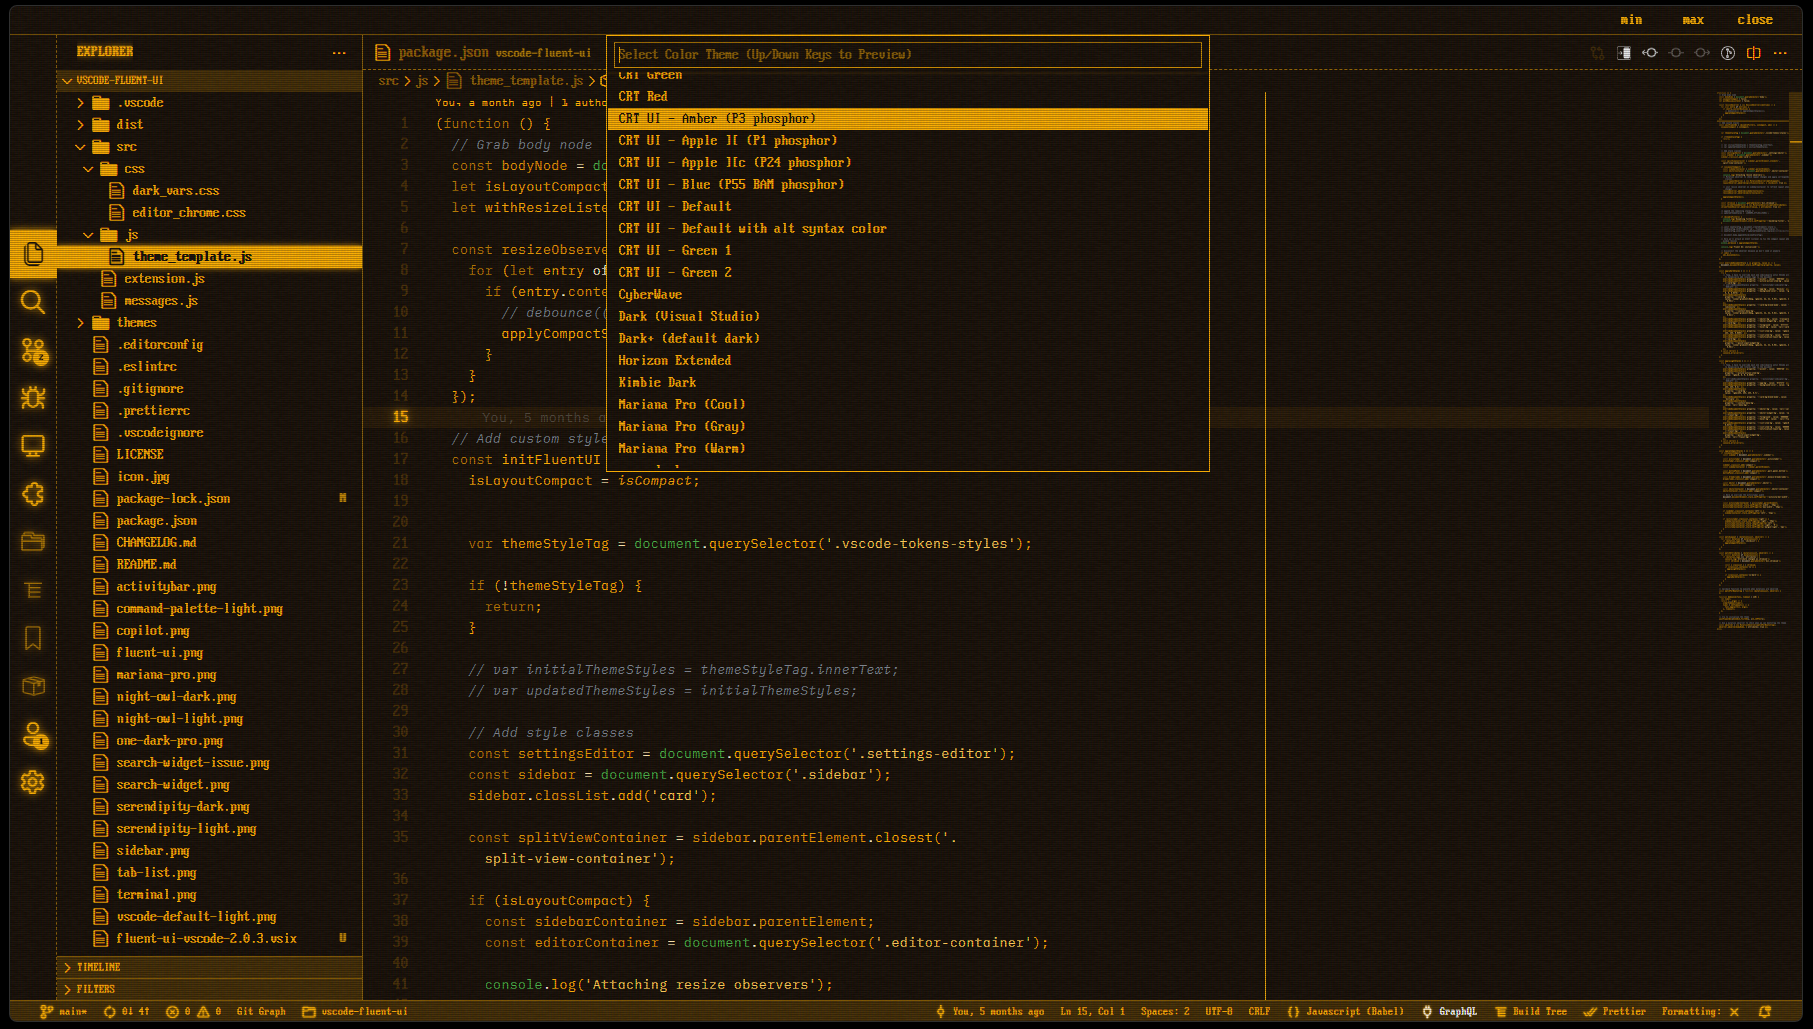 min max close
EXPLORER ...
VSCODE-FLUENT-UI
.vscode
dist
src
css
dark_vars.css
editor_chrome.css
js
theme_template.js
extension.js
messages.js
themes
.editorconfig
.eslintrc
.gitignore
.prettierrc
.vscodeignore
LICENSE
icon.jpg
package-lock.json M
package.json
CHANGELOG.md
README.md
activitybar.png
command-palette-light.png
copilot.png
fluent-ui.png
mariana-pro.png
night-owl-dark.png
night-owl-light.png
one-dark-pro.png
search-widget-issue.png
search-widget.png
serendipity-dark.png
serendipity-light.png
sidebar.png
tab-list.png
terminal.png
vscode-default-light.png
fluent-ui-vscode-2.0.3.vsix U
TIMELINE
FILTERS
2
1
package.json vscode-fluent-ui
src > js > theme_template.js >
You, a month ago | 1 autho
1 (function () {
2 // Grab body node
3 const bodyNode = do
4 let isLayoutCompact
5 let withResizeListe
6
7 const resizeObserve
8 for (let entry of
9 if (entry.conte
10 // debounce((
11 applyCompactS
12 }
13 }
14 });
15 You, 5 months a
16 // Add custom style
17 const initFluentUI
18 isLayoutCompact = isCompact;
19
20
21 var themeStyleTag = document.querySelector('.vscode-tokens-styles');
22
23 if (!themeStyleTag) {
24 return;
25 }
26
27 // var initialThemeStyles = themeStyleTag.innerText;
28 // var updatedThemeStyles = initialThemeStyles;
29
30 // Add style classes
31 const settingsEditor = document.querySelector('.settings-editor');
32 const sidebar = document.querySelector('.sidebar');
33 sidebar.classList.add('card');
34
35 const splitViewContainer = sidebar.parentElement.closest('.
split-view-container');
36
37 if (isLayoutCompact) {
38 const sidebarContainer = sidebar.parentElement;
39 const editorContainer = document.querySelector('.editor-container');
40
41 console.log('Attaching resize observers');
Select Color Theme (Up/Down Keys to Preview)
CRT Green
CRT Red
CRT UI - Amber (P3 phosphor)
CRT UI - Apple ][ (P1 phosphor)
CRT UI - Apple ][c (P24 phosphor)
CRT UI - Blue (P55 BAM phosphor)
CRT UI - Default
CRT UI - Default with alt syntax color
CRT UI - Green 1
CRT UI - Green 2
CyberWave
Dark (Visual Studio)
Dark+ (default dark)
Horizon Extended
Kimbie Dark
Mariana Pro (Cool)
Mariana Pro (Gray)
Mariana Pro (Warm)
main* 0↓ 4↑ 0 0 Git Graph vscode-fluent-ui You, 5 months ago Ln 15, Col 1 Spaces: 2 UTF-8 CRLF {} Javascript (Babel) GraphQL Build Tree Prettier Formatting: ×